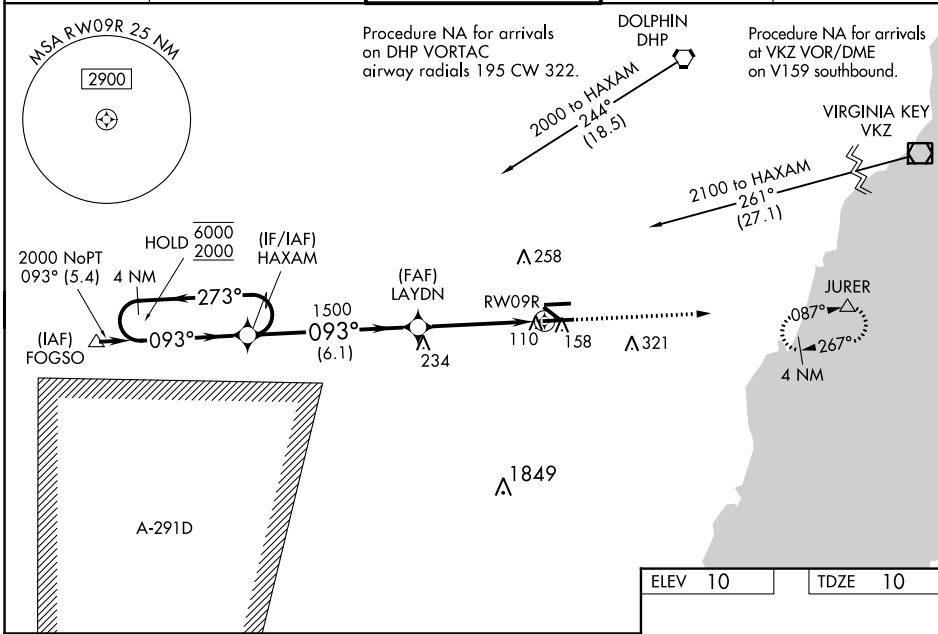 MSA RW09R 25 NM
2900
Procedure NA for arrivals
on DHP VORTAC
airway radials 195 CW 322.
DOLPHIN
DHP
Procedure NA for arrivals
at VKZ VOR/DME
on V159 southbound.
2000 to HAXAM
244°
(18.5)
VIRGINIA KEY
VKZ
2100 to HAXAM
261°
(27.1)
2000 NoPT
093° (5.4)
HOLD
6000
2000
4 NM
(IF/IAF)
HAXAM
273°
093°
(IAF)
FOGSO
1500
093°
(6.1)
(FAF)
LAYDN
234
258
RW09R
110
158
321
JURER
087°
267°
4 NM
1849
A-291D
ELEV 10
TDZE 10